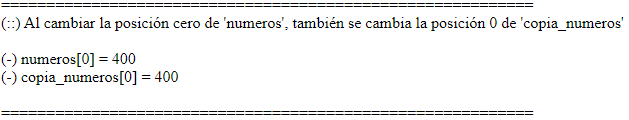 ===========================================================
(::) Al cambiar la posición cero de 'numeros', también se cambia la posición 0 de 'copia_numeros'
(-) numeros[0] = 400
(-) copia_numeros[0] = 400
===========================================================